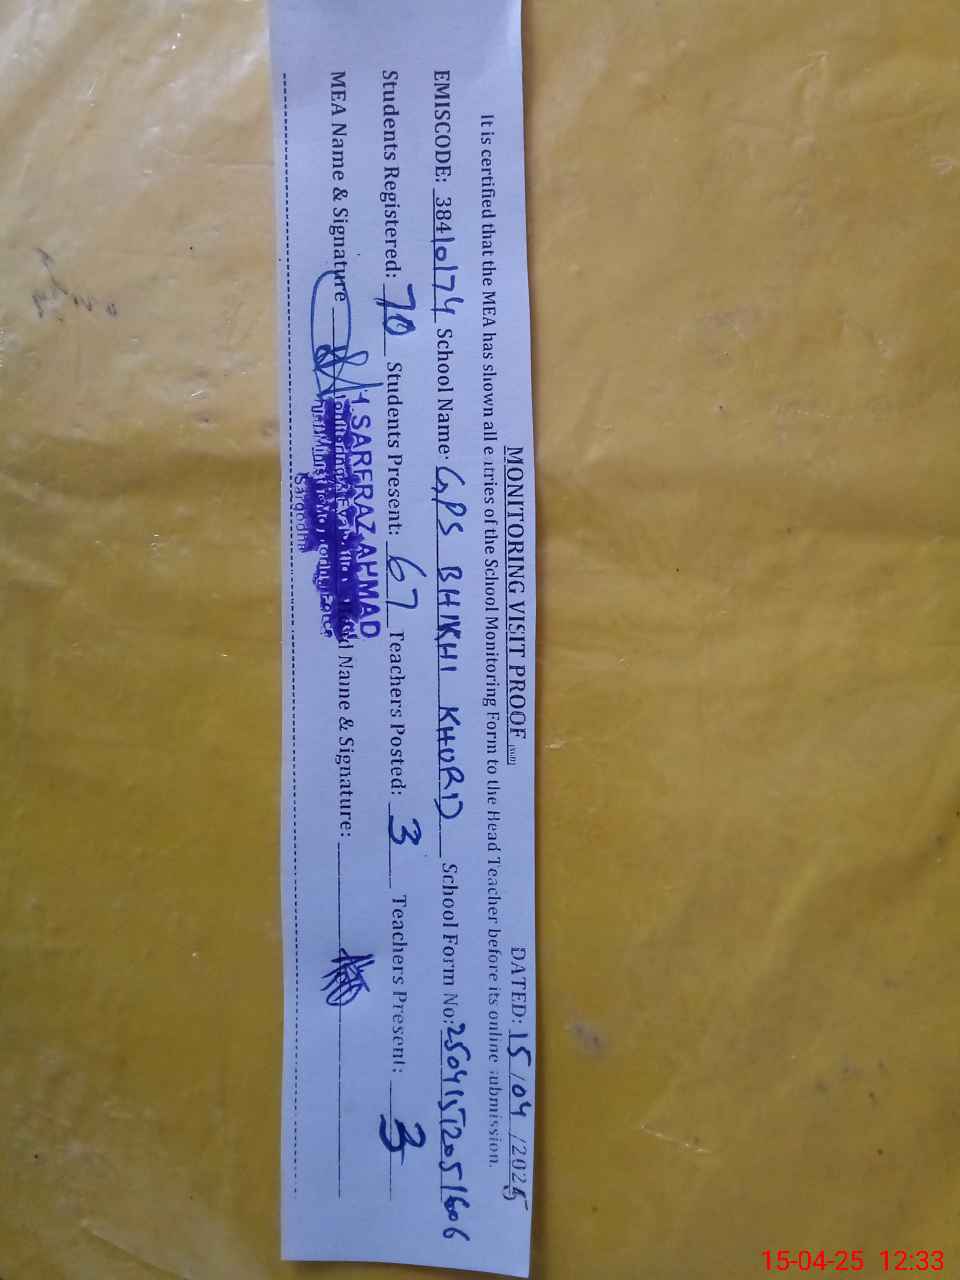 MONITORING VISIT PROOF DATED: 15/04/2025
It is certified that the MEA has shown all entries of the School Monitoring Form to the Head Teacher before its online submission.
EMISCODE: 38410174 School Name: GPS BHIKHI KHURD School Form No: 25041512051606
Students Registered: 70 Students Present: 67 Teachers Posted: 3 Teachers Present: 3
MEA Name & Signature Name & Signature:
SARFRAZ AHMAD
Sargodha
15-04-25 12:33